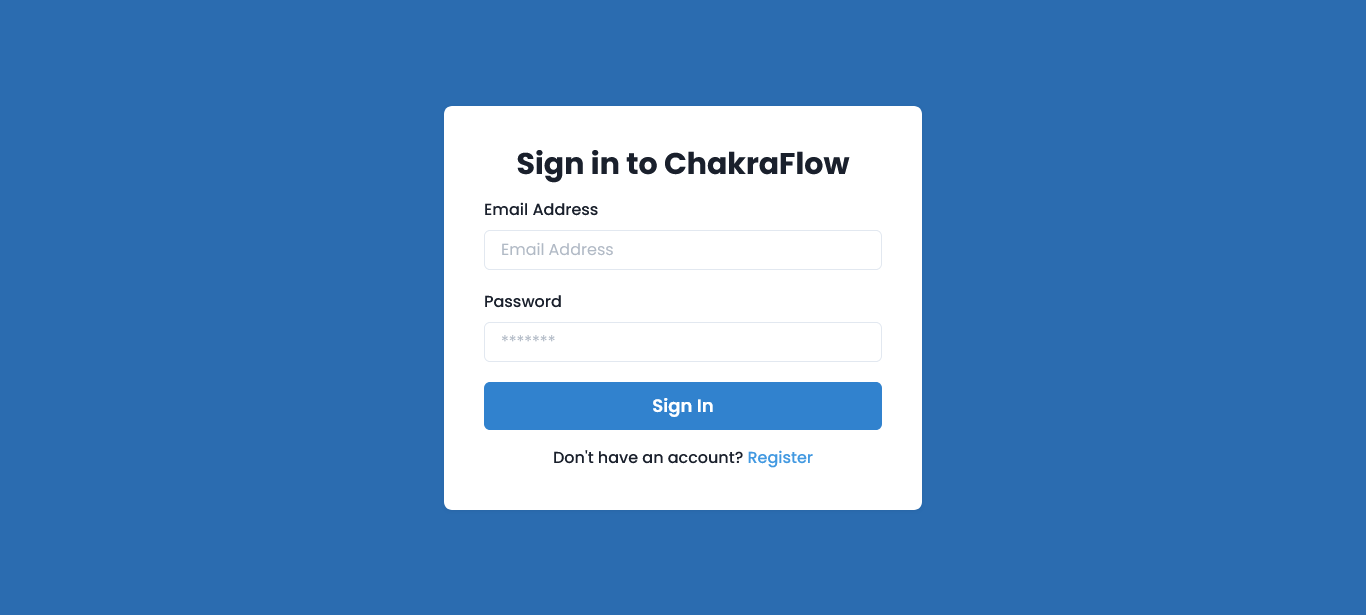 Sign in to ChakraFlow
Email Address
Email Address
Password
*******
Sign In
Don't have an account? Register